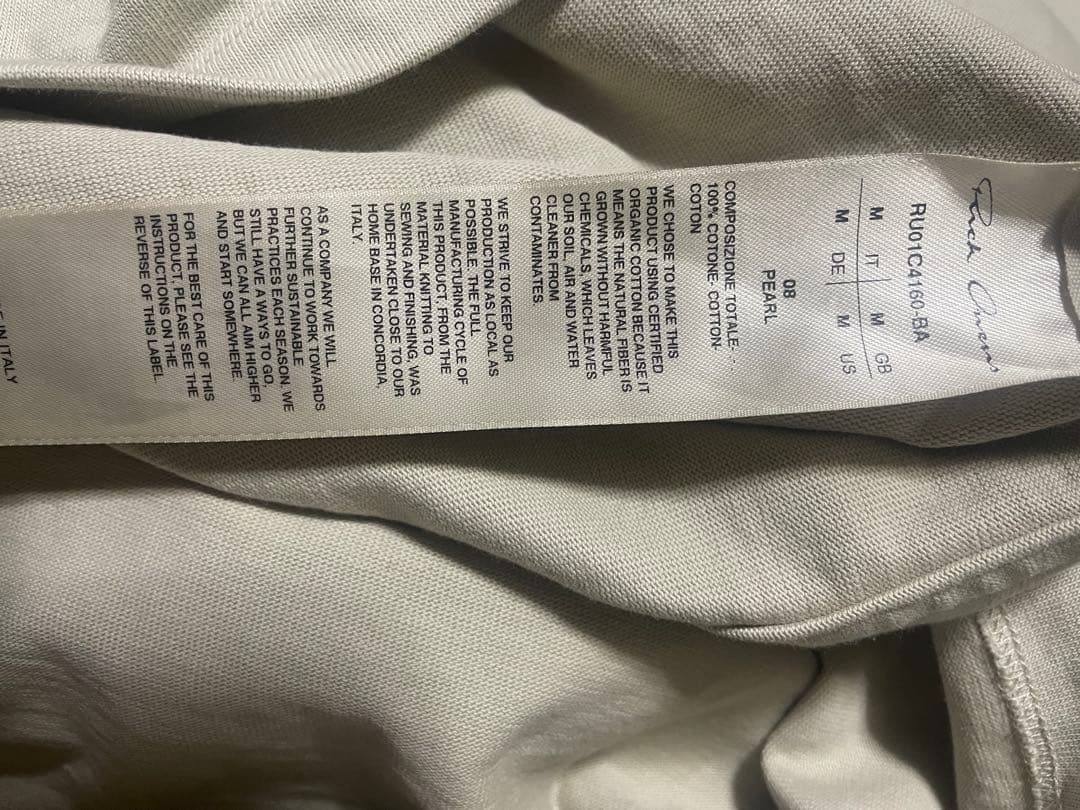 Rick Owens
RU01C4160-BA
M IT M GB
M DE M US
08
PEARL
COMPOSIZIONE TOTALE:
100% COTONE- COTTON-
COTON
WE CHOSE TO MAKE THIS
PRODUCT USING CERTIFIED
ORGANIC COTTON BECAUSE IT
MEANS THE NATURAL FIBER IS
GROWN WITHOUT HARMFUL
CHEMICALS, WHICH LEAVES
OUR SOIL, AIR AND WATER
CLEANER FROM
CONTAMINATES.
WE STRIVE TO KEEP OUR
PRODUCTION AS LOCAL AS
POSSIBLE. THE FULL
MANUFACTURING CYCLE OF
THIS PRODUCT, FROM THE
MATERIAL KNITTING TO
SEWING AND FINISHING, WAS
UNDERTAKEN CLOSE TO OUR
HOME BASE IN CONCORDIA,
ITALY.
AS A COMPANY WE WILL
CONTINUE TO WORK TOWARDS
FURTHER SUSTAINABLE
PRACTICES EACH SEASON. WE
STILL HAVE A WAYS TO GO,
BUT WE CAN ALL AIM HIGHER
AND START SOMEWHERE.
FOR THE BEST CARE OF THIS
PRODUCT, PLEASE SEE THE
INSTRUCTIONS ON THE
REVERSE OF THIS LABEL.
IN ITALY